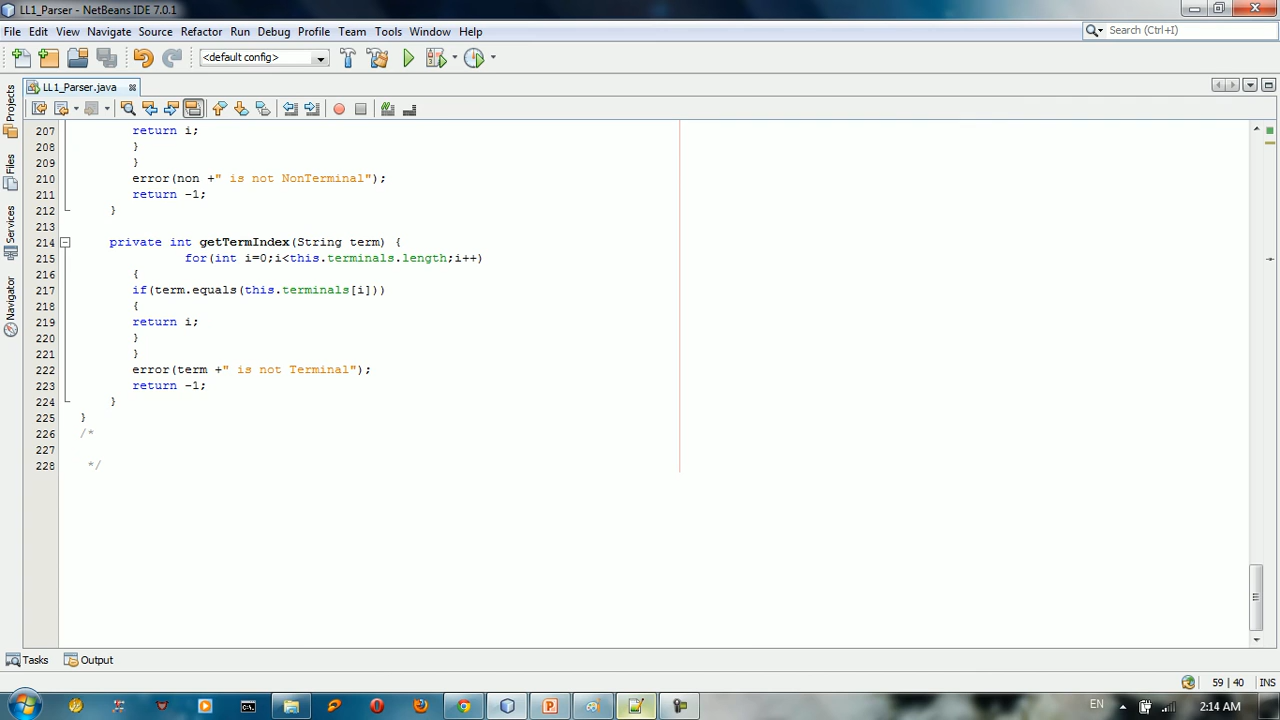 LL1_Parser - NetBeans IDE 7.0.1
File Edit View Navigate Source Refactor Run Debug Profile Team Tools Window Help
Search (Ctrl+I)
<default config>
LL1_Parser.java
Projects
Files
Services
Navigator
207 return i;
208 }
209 }
210 error(non +" is not NonTerminal");
211 return -1;
212 }
213
214 private int getTermIndex(String term) {
215 for(int i=0;i<this.terminals.length;i++)
216 {
217 if(term.equals(this.terminals[i]))
218 {
219 return i;
220 }
221 }
222 error(term +" is not Terminal");
223 return -1;
224 }
225 }
226 /*
227
228 */
Tasks Output
59 | 40 INS
EN 2:14 AM